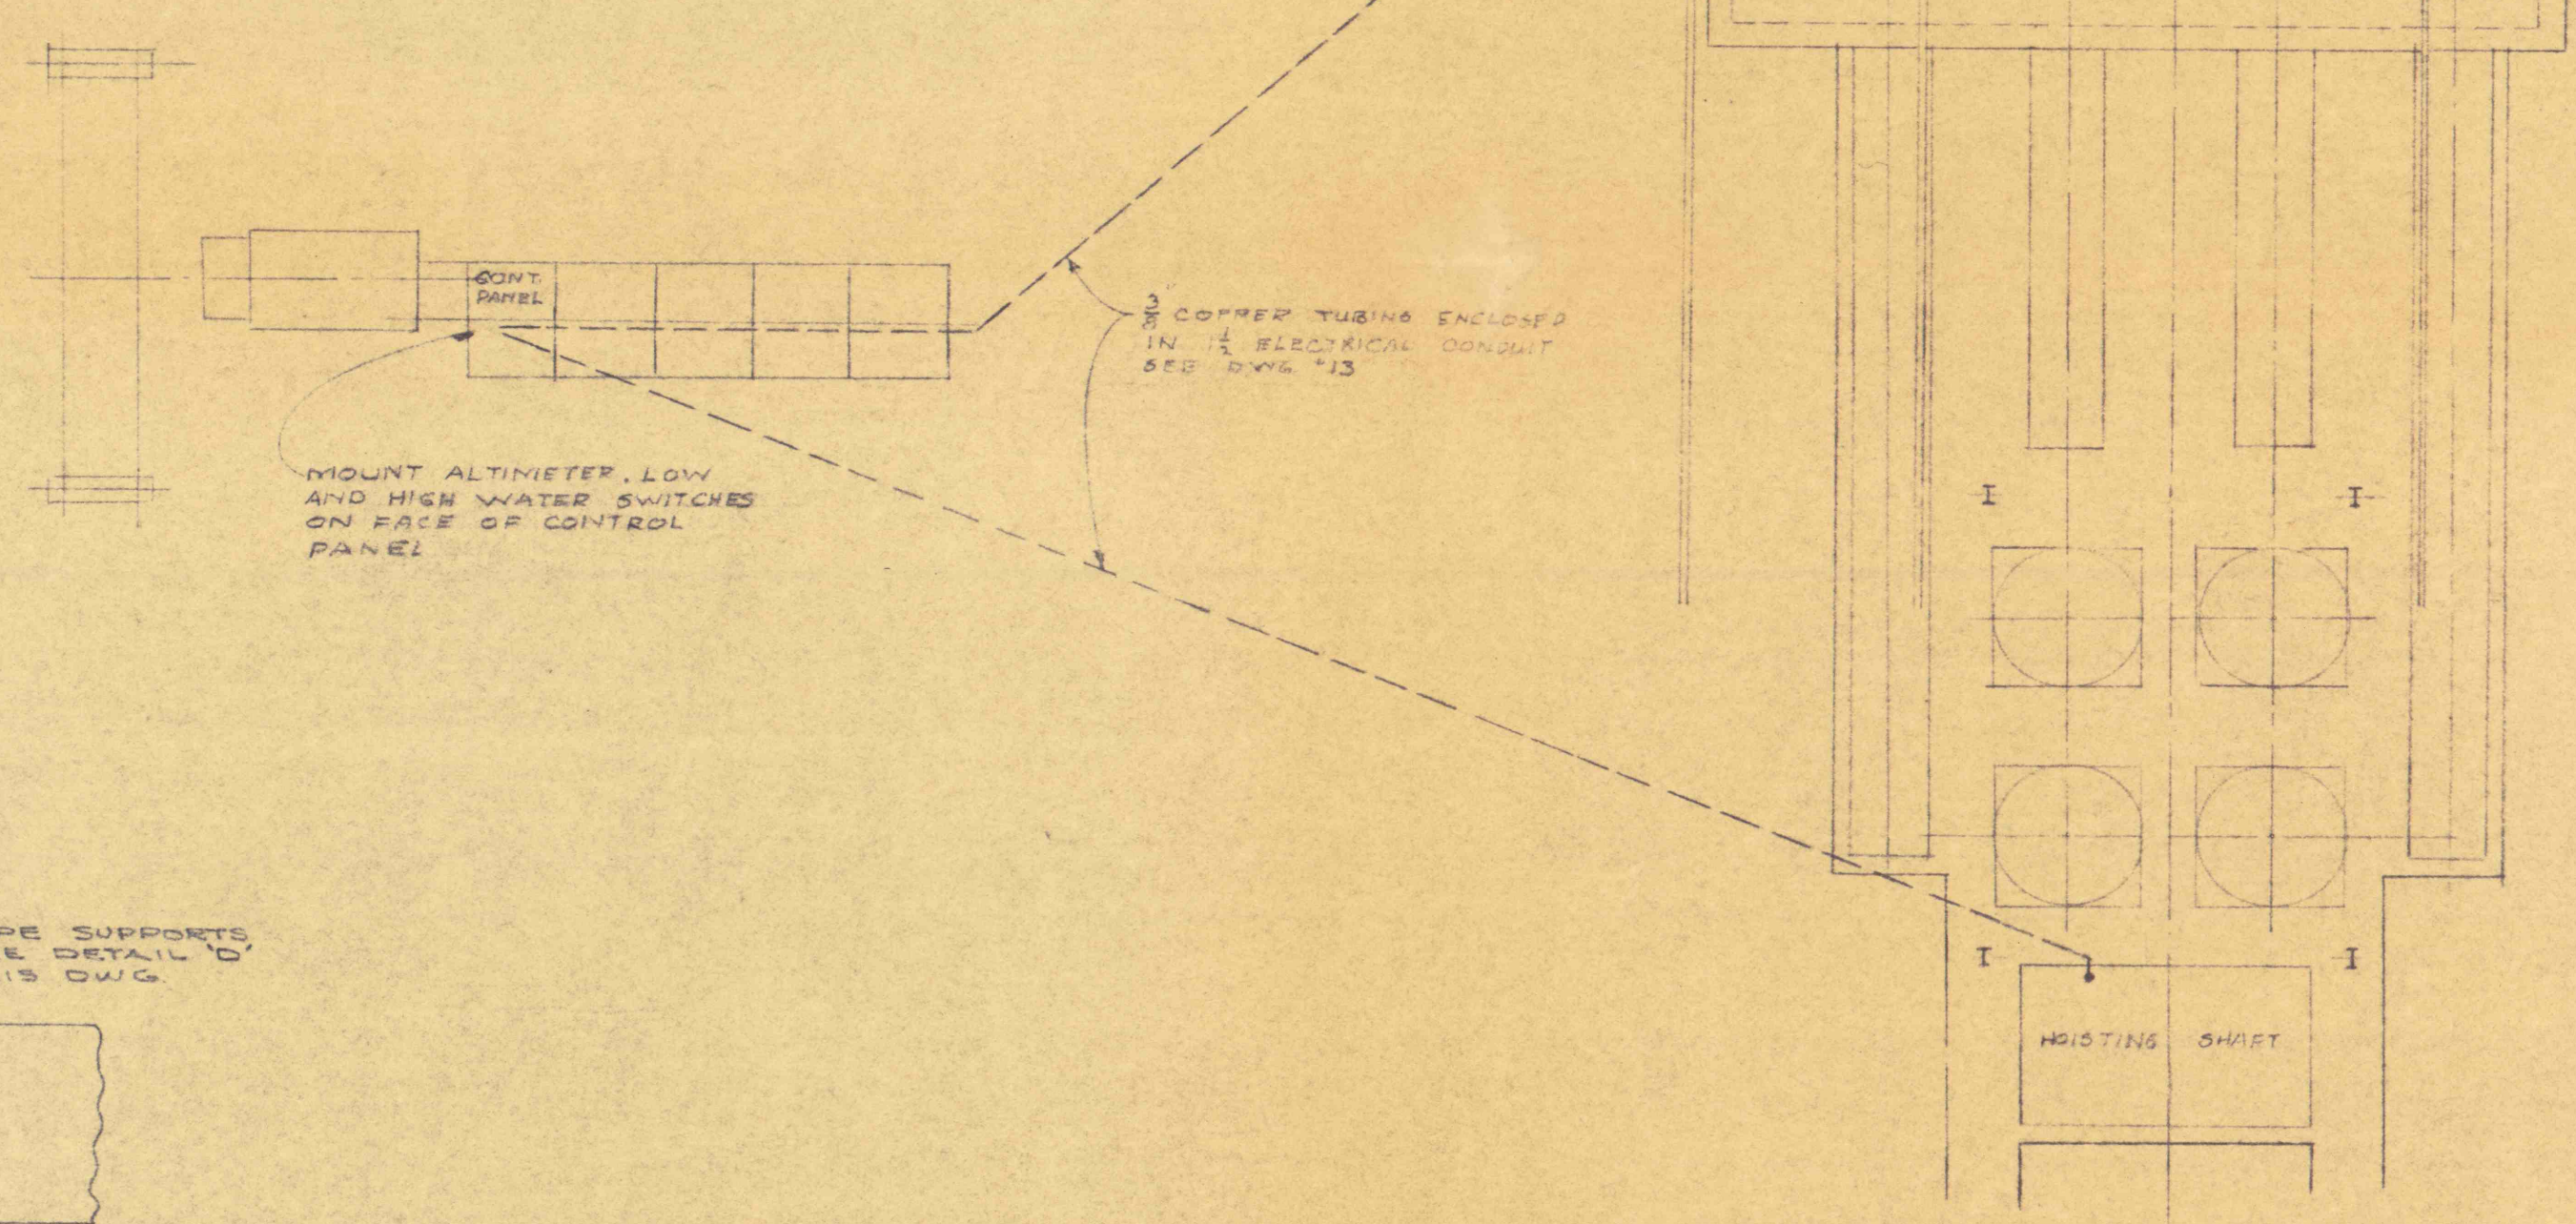 CONT.
PANEL
3/8" COPPER TUBING ENCLOSED
IN 1 1/2 ELECTRICAL CONDUIT
SEE DWG #13
MOUNT ALTIMETER, LOW
AND HIGH WATER SWITCHES
ON FACE OF CONTROL
PANEL
I I
PE SUPPORTS
E DETAIL 'D'
IS DWG.
I I
HOISTING SHAFT